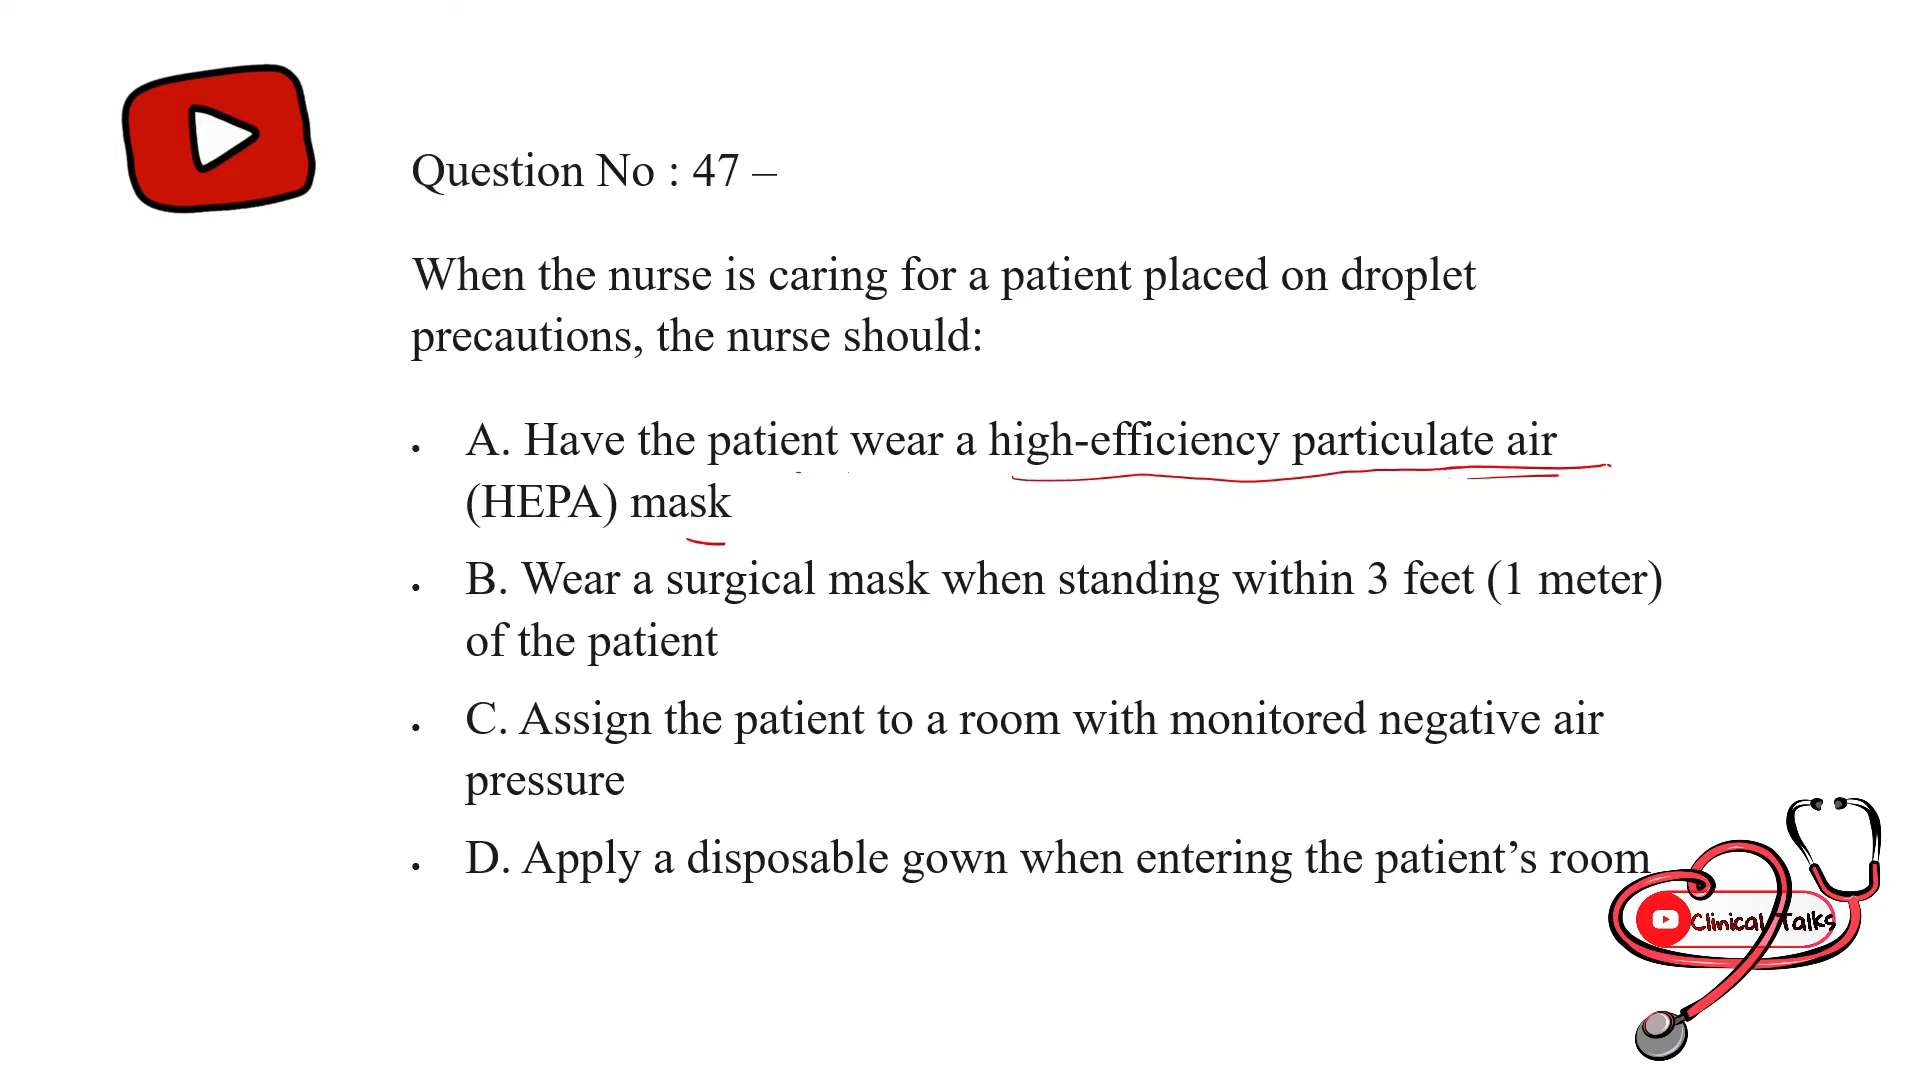 Question No : 47 –
When the nurse is caring for a patient placed on droplet
precautions, the nurse should:
• A. Have the patient wear a high-efficiency particulate air
(HEPA) mask
• B. Wear a surgical mask when standing within 3 feet (1 meter)
of the patient
• C. Assign the patient to a room with monitored negative air
pressure
• D. Apply a disposable gown when entering the patient’s room
Clinical Talks